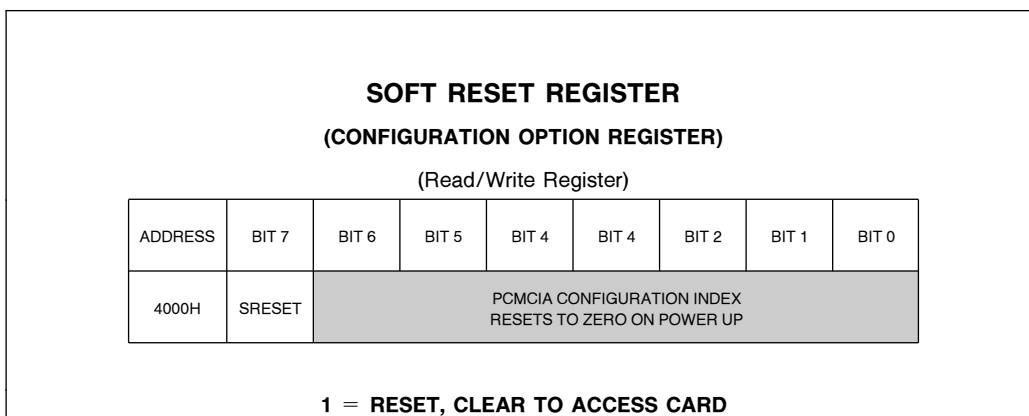 SOFT RESET REGISTER
(CONFIGURATION OPTION REGISTER)
(Read/Write Register)
ADDRESS BIT 7 BIT 6 BIT 5 BIT 4 BIT 4 BIT 2 BIT 1 BIT 0
4000H SRESET PCMCIA CONFIGURATION INDEX
RESETS TO ZERO ON POWER UP
1 = RESET, CLEAR TO ACCESS CARD